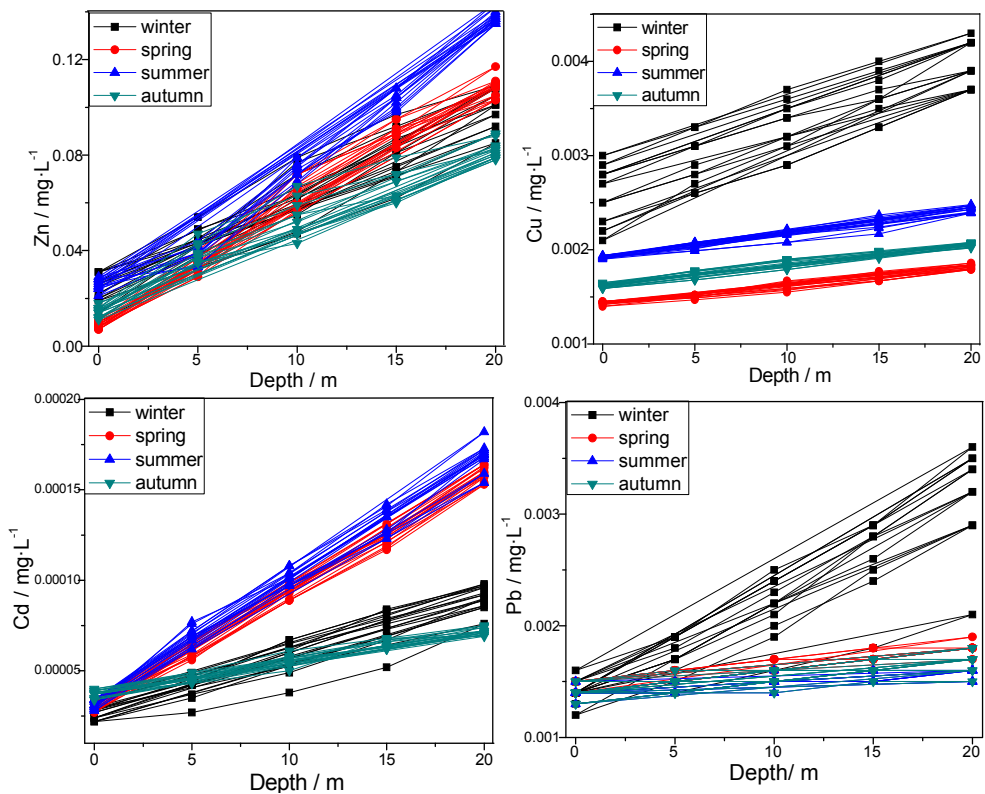 winter
spring
summer
autumn
0.12
0.08
0.04
0.00
Zn / mg·L⁻¹
0 5 10 15 20
Depth / m
winter
spring
summer
autumn
0.004
0.003
0.002
0.001
Cu / mg·L⁻¹
0 5 10 15 20
Depth / m
winter
spring
summer
autumn
0.00020
0.00015
0.00010
0.00005
Cd / mg·L⁻¹
0 5 10 15 20
Depth / m
winter
spring
summer
autumn
0.004
0.003
0.002
0.001
Pb / mg·L⁻¹
0 5 10 15 20
Depth/ m